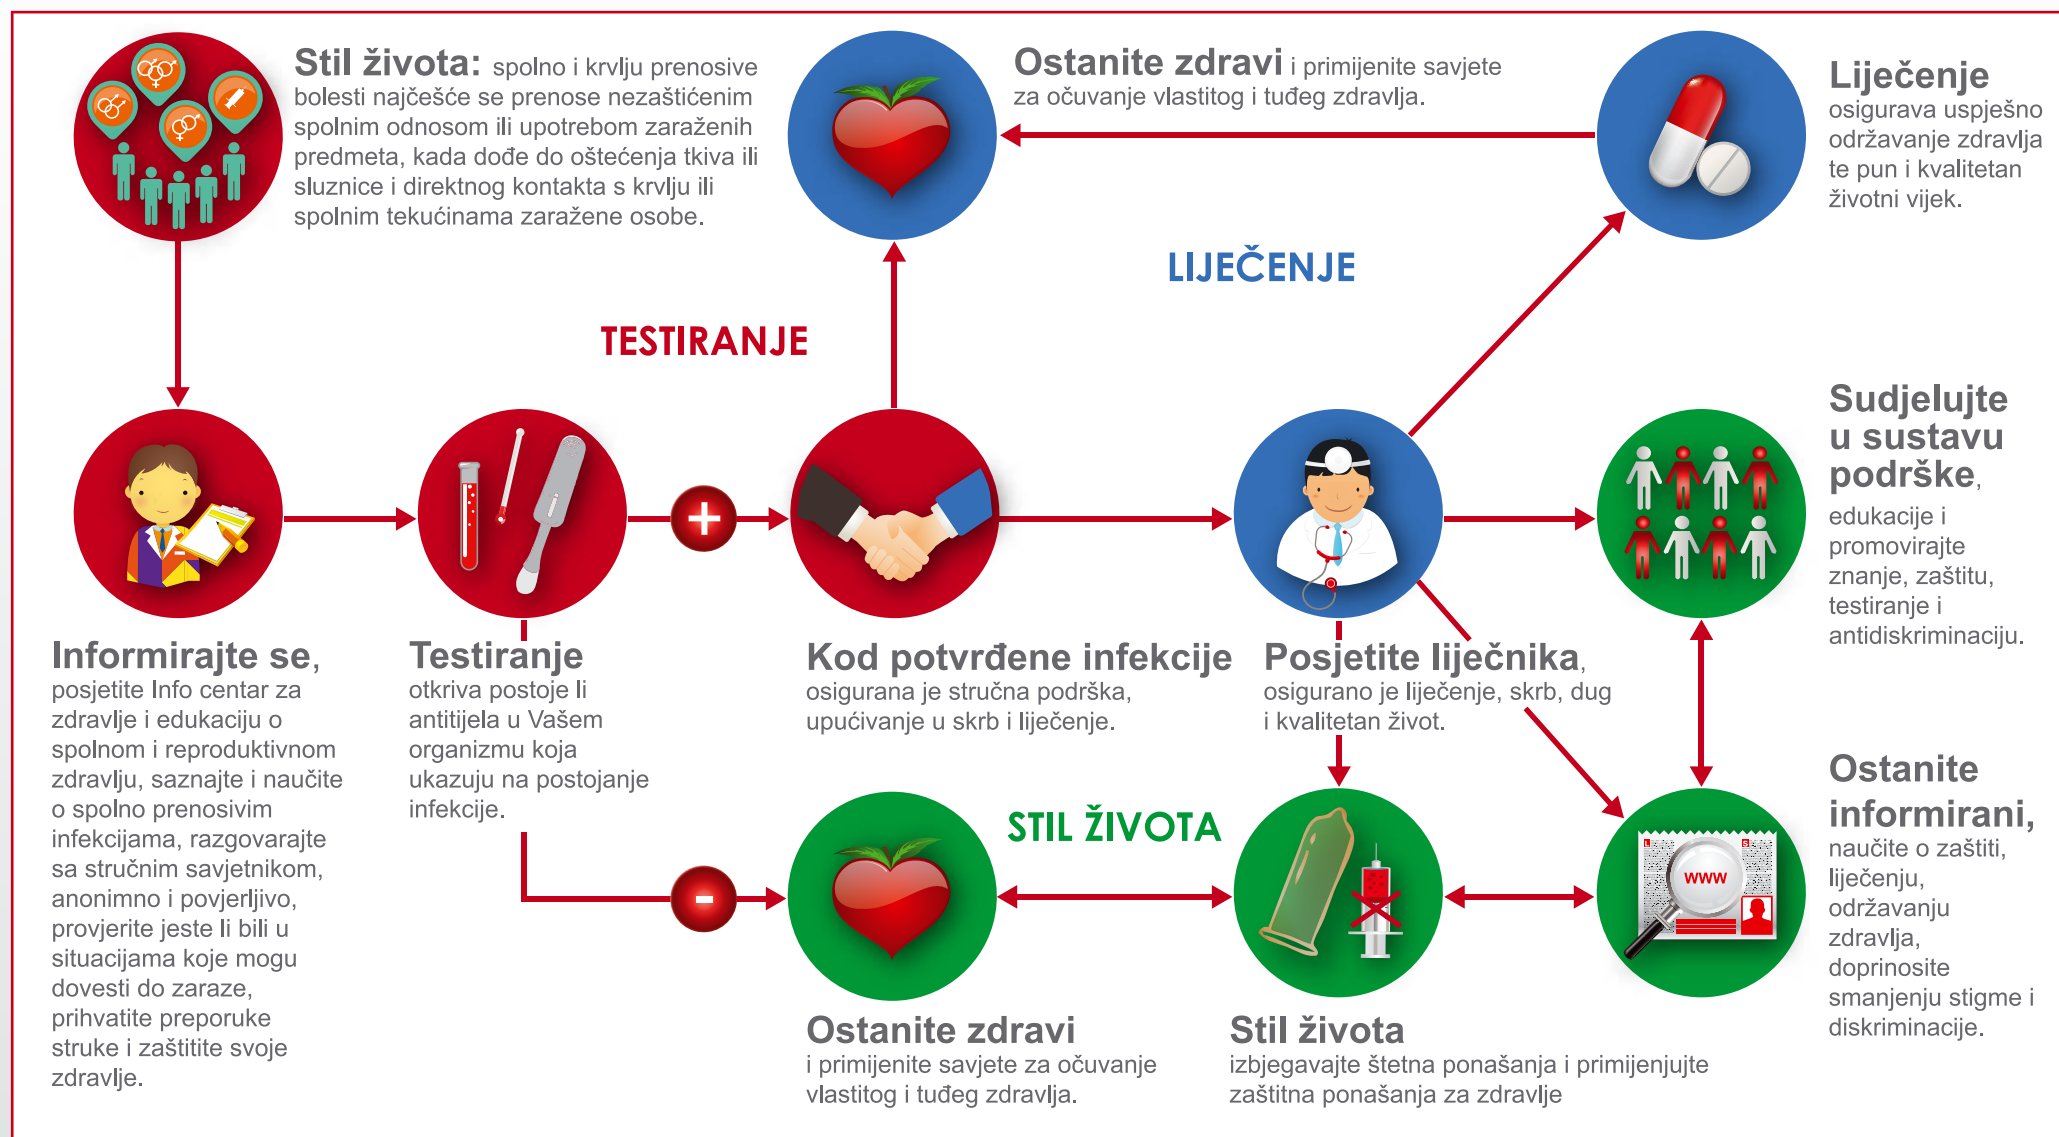 Stil života: spolno i krvlju prenosive
bolesti najčešće se prenose nezaštićenim
spolnim odnosom ili upotrebom zaraženih
predmeta, kada dođe do oštećenja tkiva ili
sluznice i direktnog kontakta s krvlju ili
spolnim tekućinama zaražene osobe.
Ostanite zdravi i primijenite savjete
za očuvanje vlastitog i tuđeg zdravlja.
Liječenje
osigurava uspješno
održavanje zdravlja
te pun i kvalitetan
životni vijek.
LIJEČENJE
TESTIRANJE
Sudjelujte
u sustavu
podrške,
edukacije i
promovirajte
znanje, zaštitu,
testiranje i
antidiskriminaciju.
+
Informirajte se,
posjetite Info centar za
zdravlje i edukaciju o
spolnom i reproduktivnom
zdravlju, saznajte i naučite
o spolno prenosivim
infekcijama, razgovarajte
sa stručnim savjetnikom,
anonimno i povjerljivo,
provjerite jeste li bili u
situacijama koje mogu
dovesti do zaraze,
prihvatite preporuke
struke i zaštitite svoje
zdravlje.
Testiranje
otkriva postoje li
antitijela u Vašem
organizmu koja
ukazuju na postojanje
infekcije.
Kod potvrđene infekcije
osigurana je stručna podrška,
upućivanje u skrb i liječenje.
Posjetite liječnika,
osigurano je liječenje, skrb, dug
i kvalitetan život.
-
STIL ŽIVOTA
L
S
www
Ostanite
informirani,
naučite o zaštiti,
liječenju,
održavanju
zdravlja,
doprinosite
smanjenju stigme i
diskriminacije.
Ostanite zdravi
i primijenite savjete za očuvanje
vlastitog i tuđeg zdravlja.
Stil života
izbjegavajte štetna ponašanja i primijenjujte
zaštitna ponašanja za zdravlje